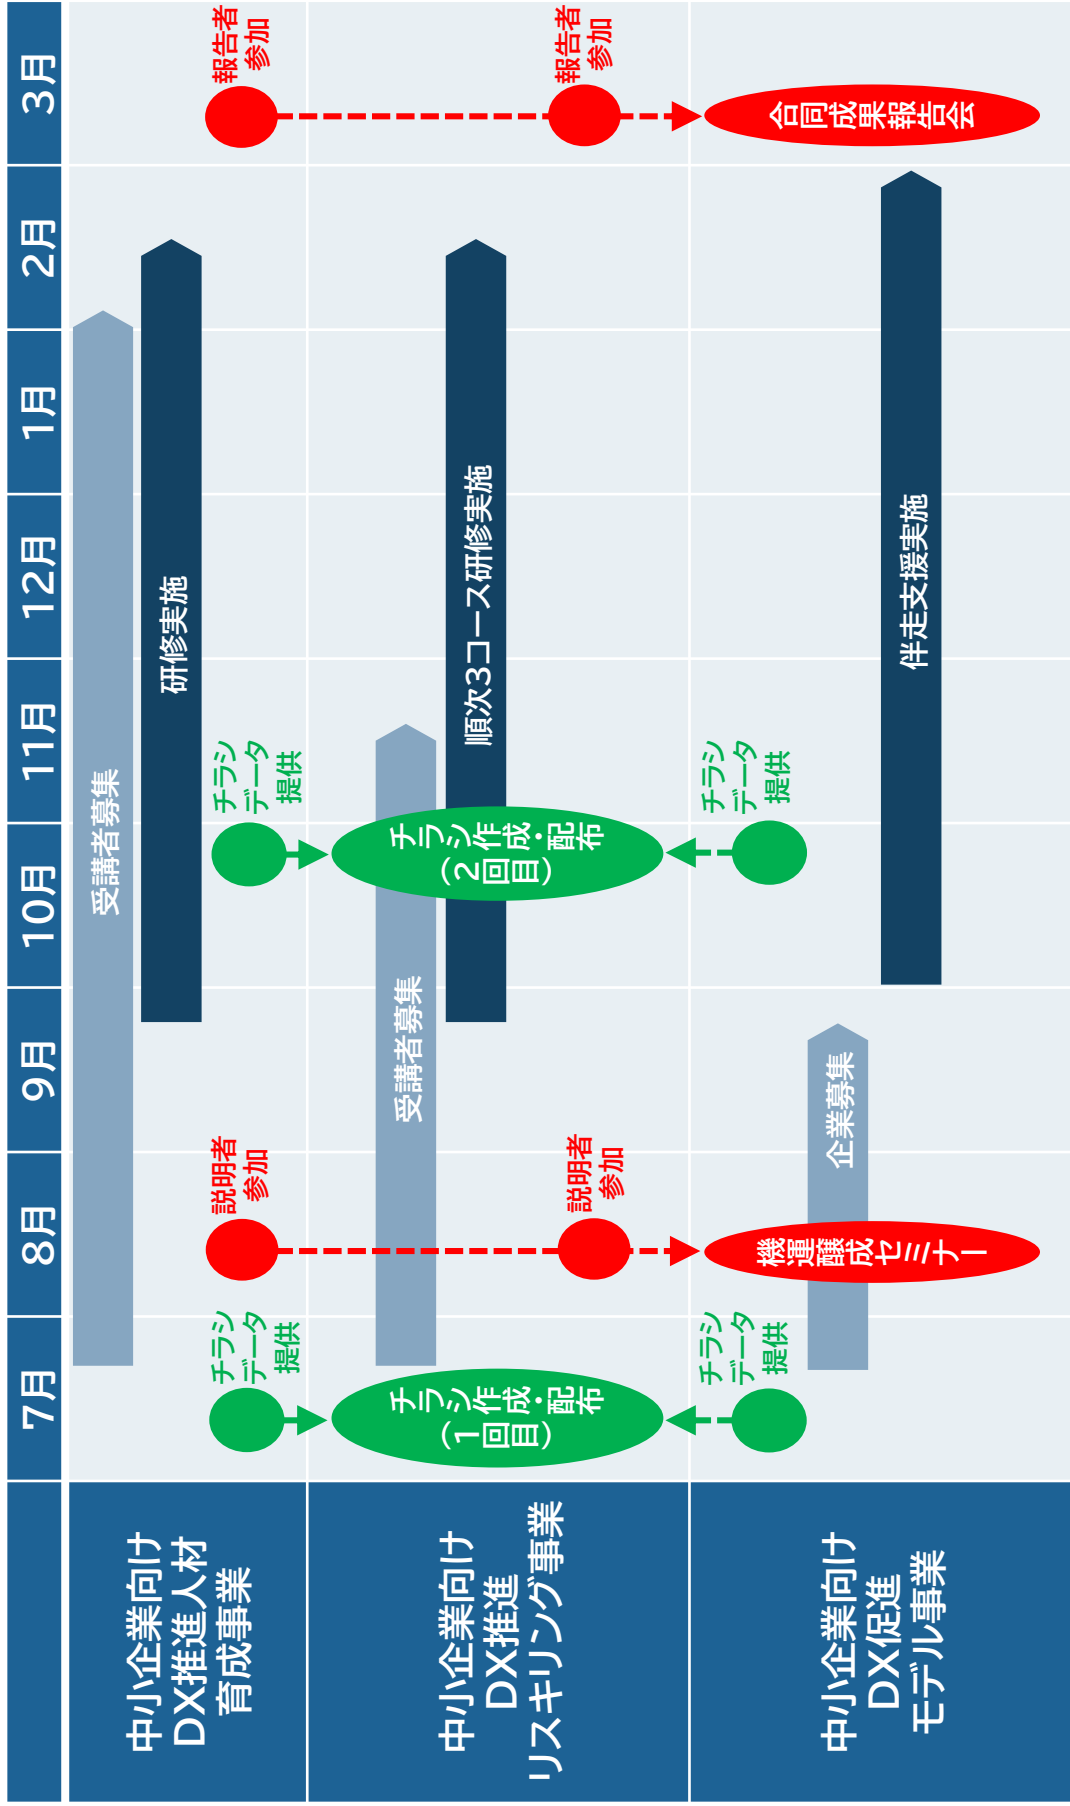 7月
8月
9月
10月
11月
12月
1月
2月
3月
中小企業向け
DX推進人材
育成事業
受講者募集
研修実施
チラシ
データ
提供
説明者
参加
チラシ
データ
提供
報告者
参加
中小企業向け
DX推進
リスキリング事業
受講者募集
順次3コース研修実施
チラシ作成・配布
(1回目)
説明者
参加
チラシ作成・配布
(2回目)
報告者
参加
中小企業向け
DX促進
モデル事業
チラシ
データ
提供
企業募集
機運醸成セミナー
チラシ
データ
提供
伴走支援実施
合同成果報告会